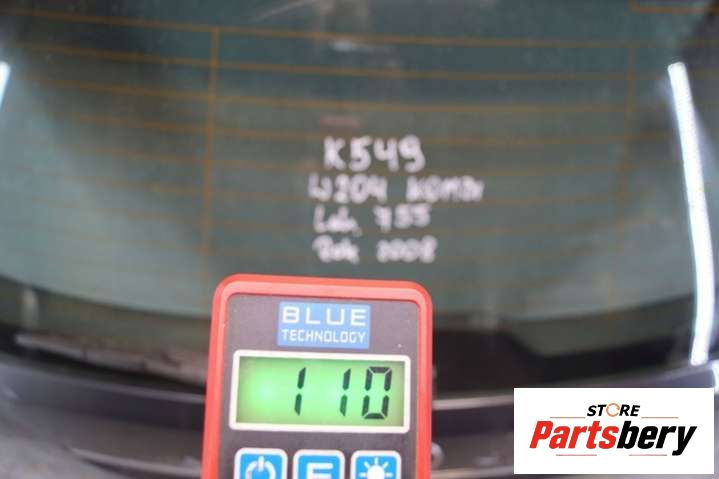 K549
W204 KOMBI
Lak. 755
Rok 2008
BLUE
TECHNOLOGY
110
F
STORE
Partsbery